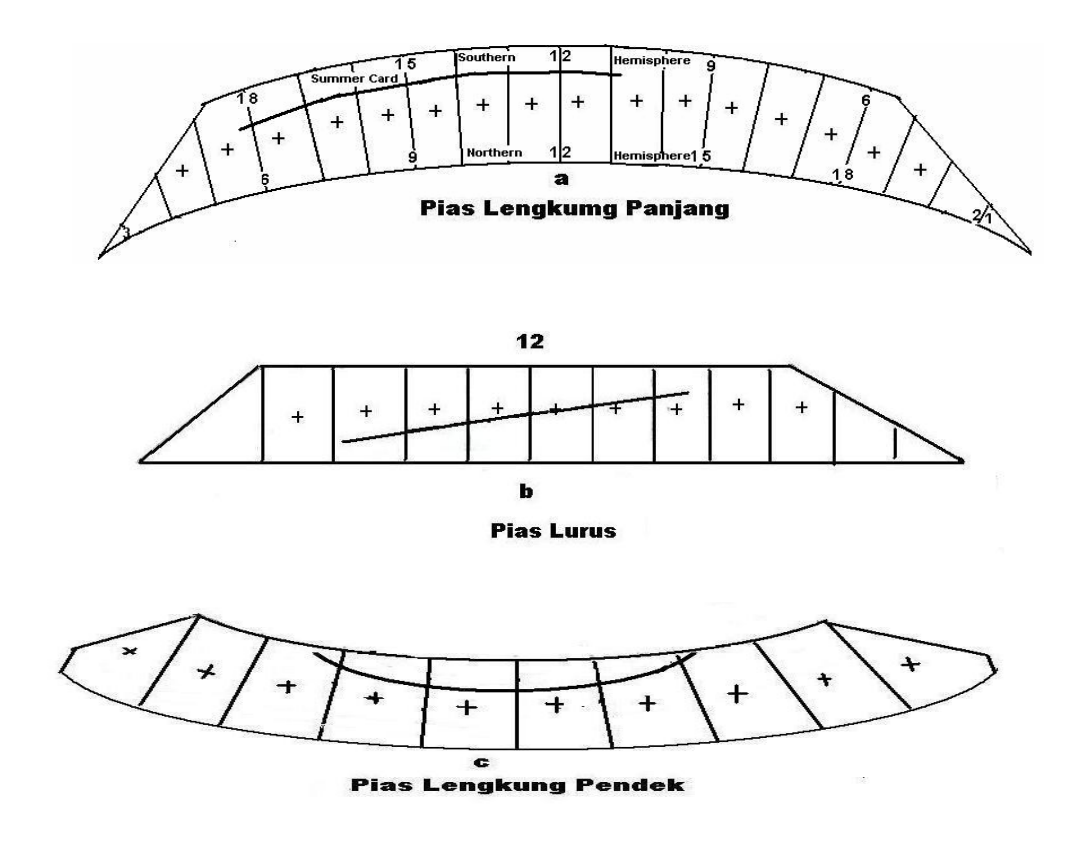 Southern 12 Hemisphere
15 9
Summer Card
18 6
Northern 12 Hemisphere 15
9
6 18
3 21
a
Pias Lengkumg Panjang
12
b
Pias Lurus
c
Pias Lengkung Pendek